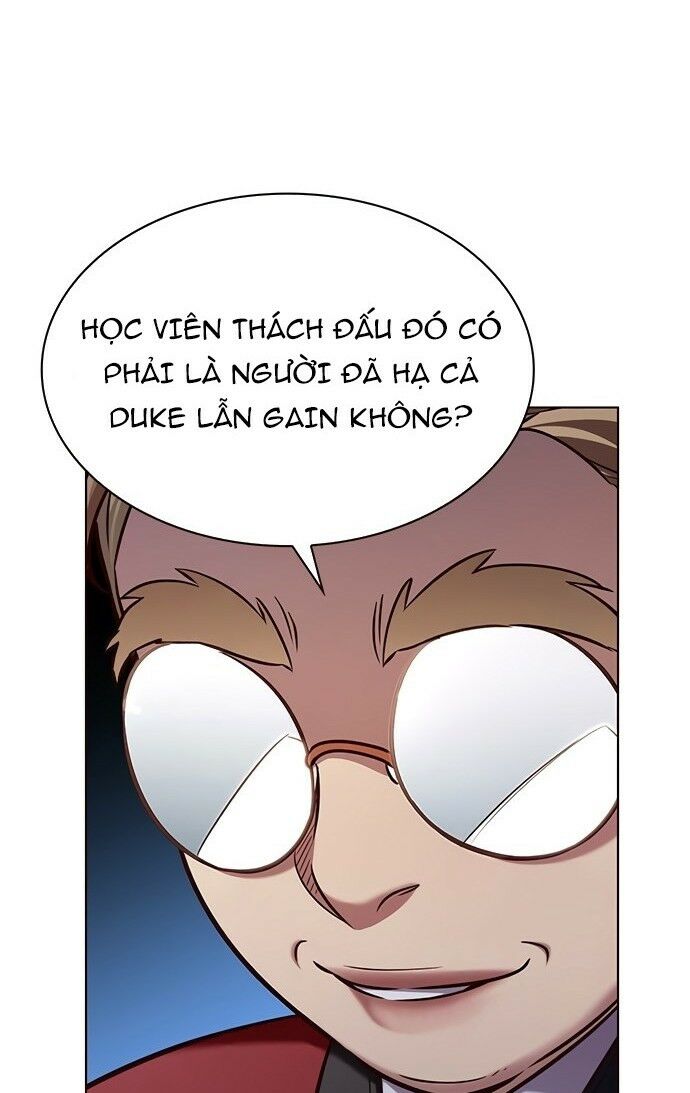 HỌC VIÊN THÁCH ĐẤU ĐÓ CÓ
PHẢI LÀ NGƯỜI ĐÃ HẠ CẢ
DUKE LẪN GAIN KHÔNG?